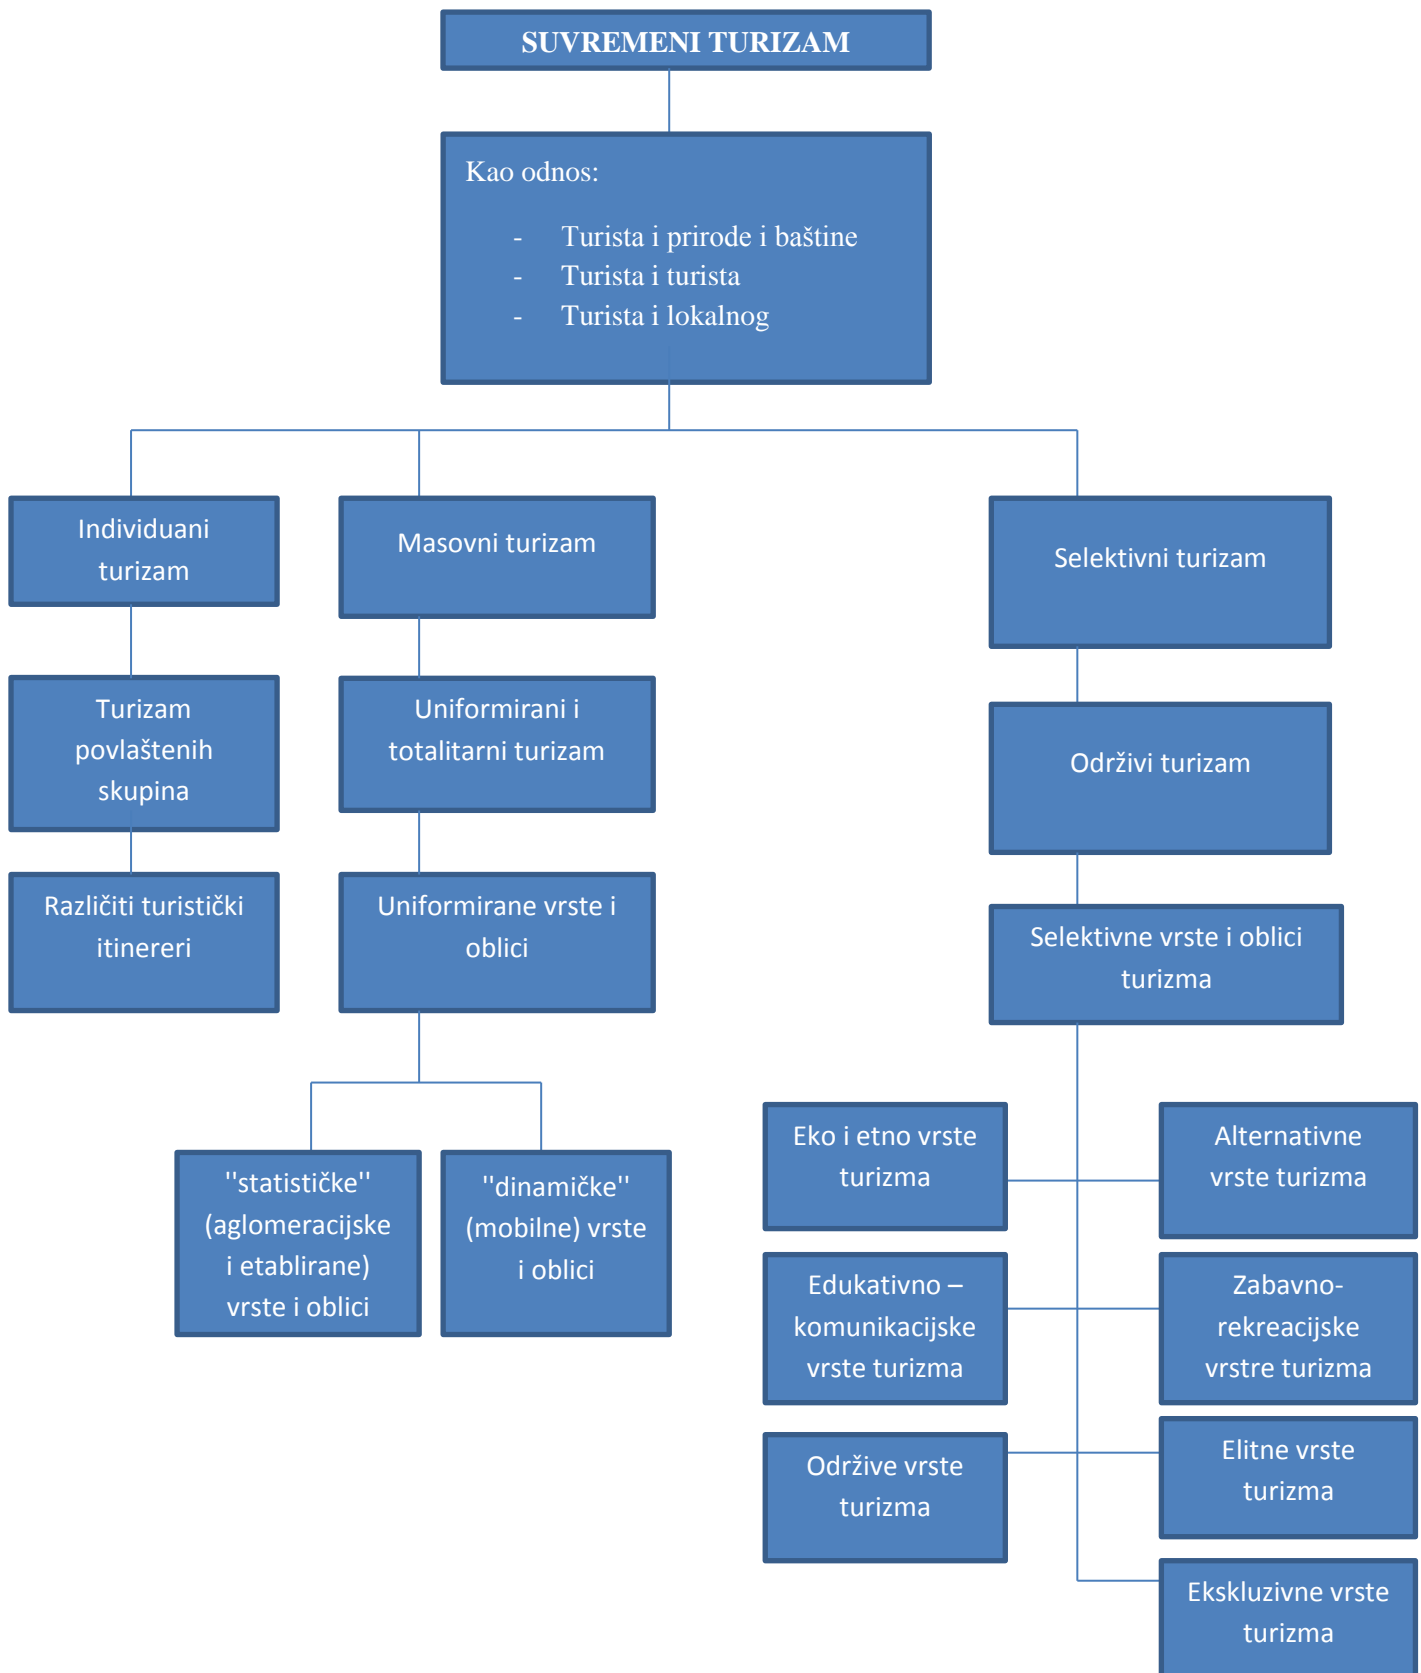 SUVREMENI TURIZAM
Kao odnos:
- Turista i prirode i baštine
- Turista i turista
- Turista i lokalnog
Individuani
turizam
Masovni turizam
Selektivni turizam
Turizam
povlaštenih
skupina
Uniformirani i
totalitarni turizam
Održivi turizam
Različiti turistički
itinereri
Uniformirane vrste i
oblici
Selektivne vrste i oblici
turizma
''statističke''
(aglomeracijske
i etablirane)
vrste i oblici
''dinamičke''
(mobilne) vrste
i oblici
Eko i etno vrste
turizma
Alternativne
vrste turizma
Edukativno –
komunikacijske
vrste turizma
Zabavno-
rekreacijske
vrstre turizma
Održive vrste
turizma
Elitne vrste
turizma
Ekskluzivne vrste
turizma